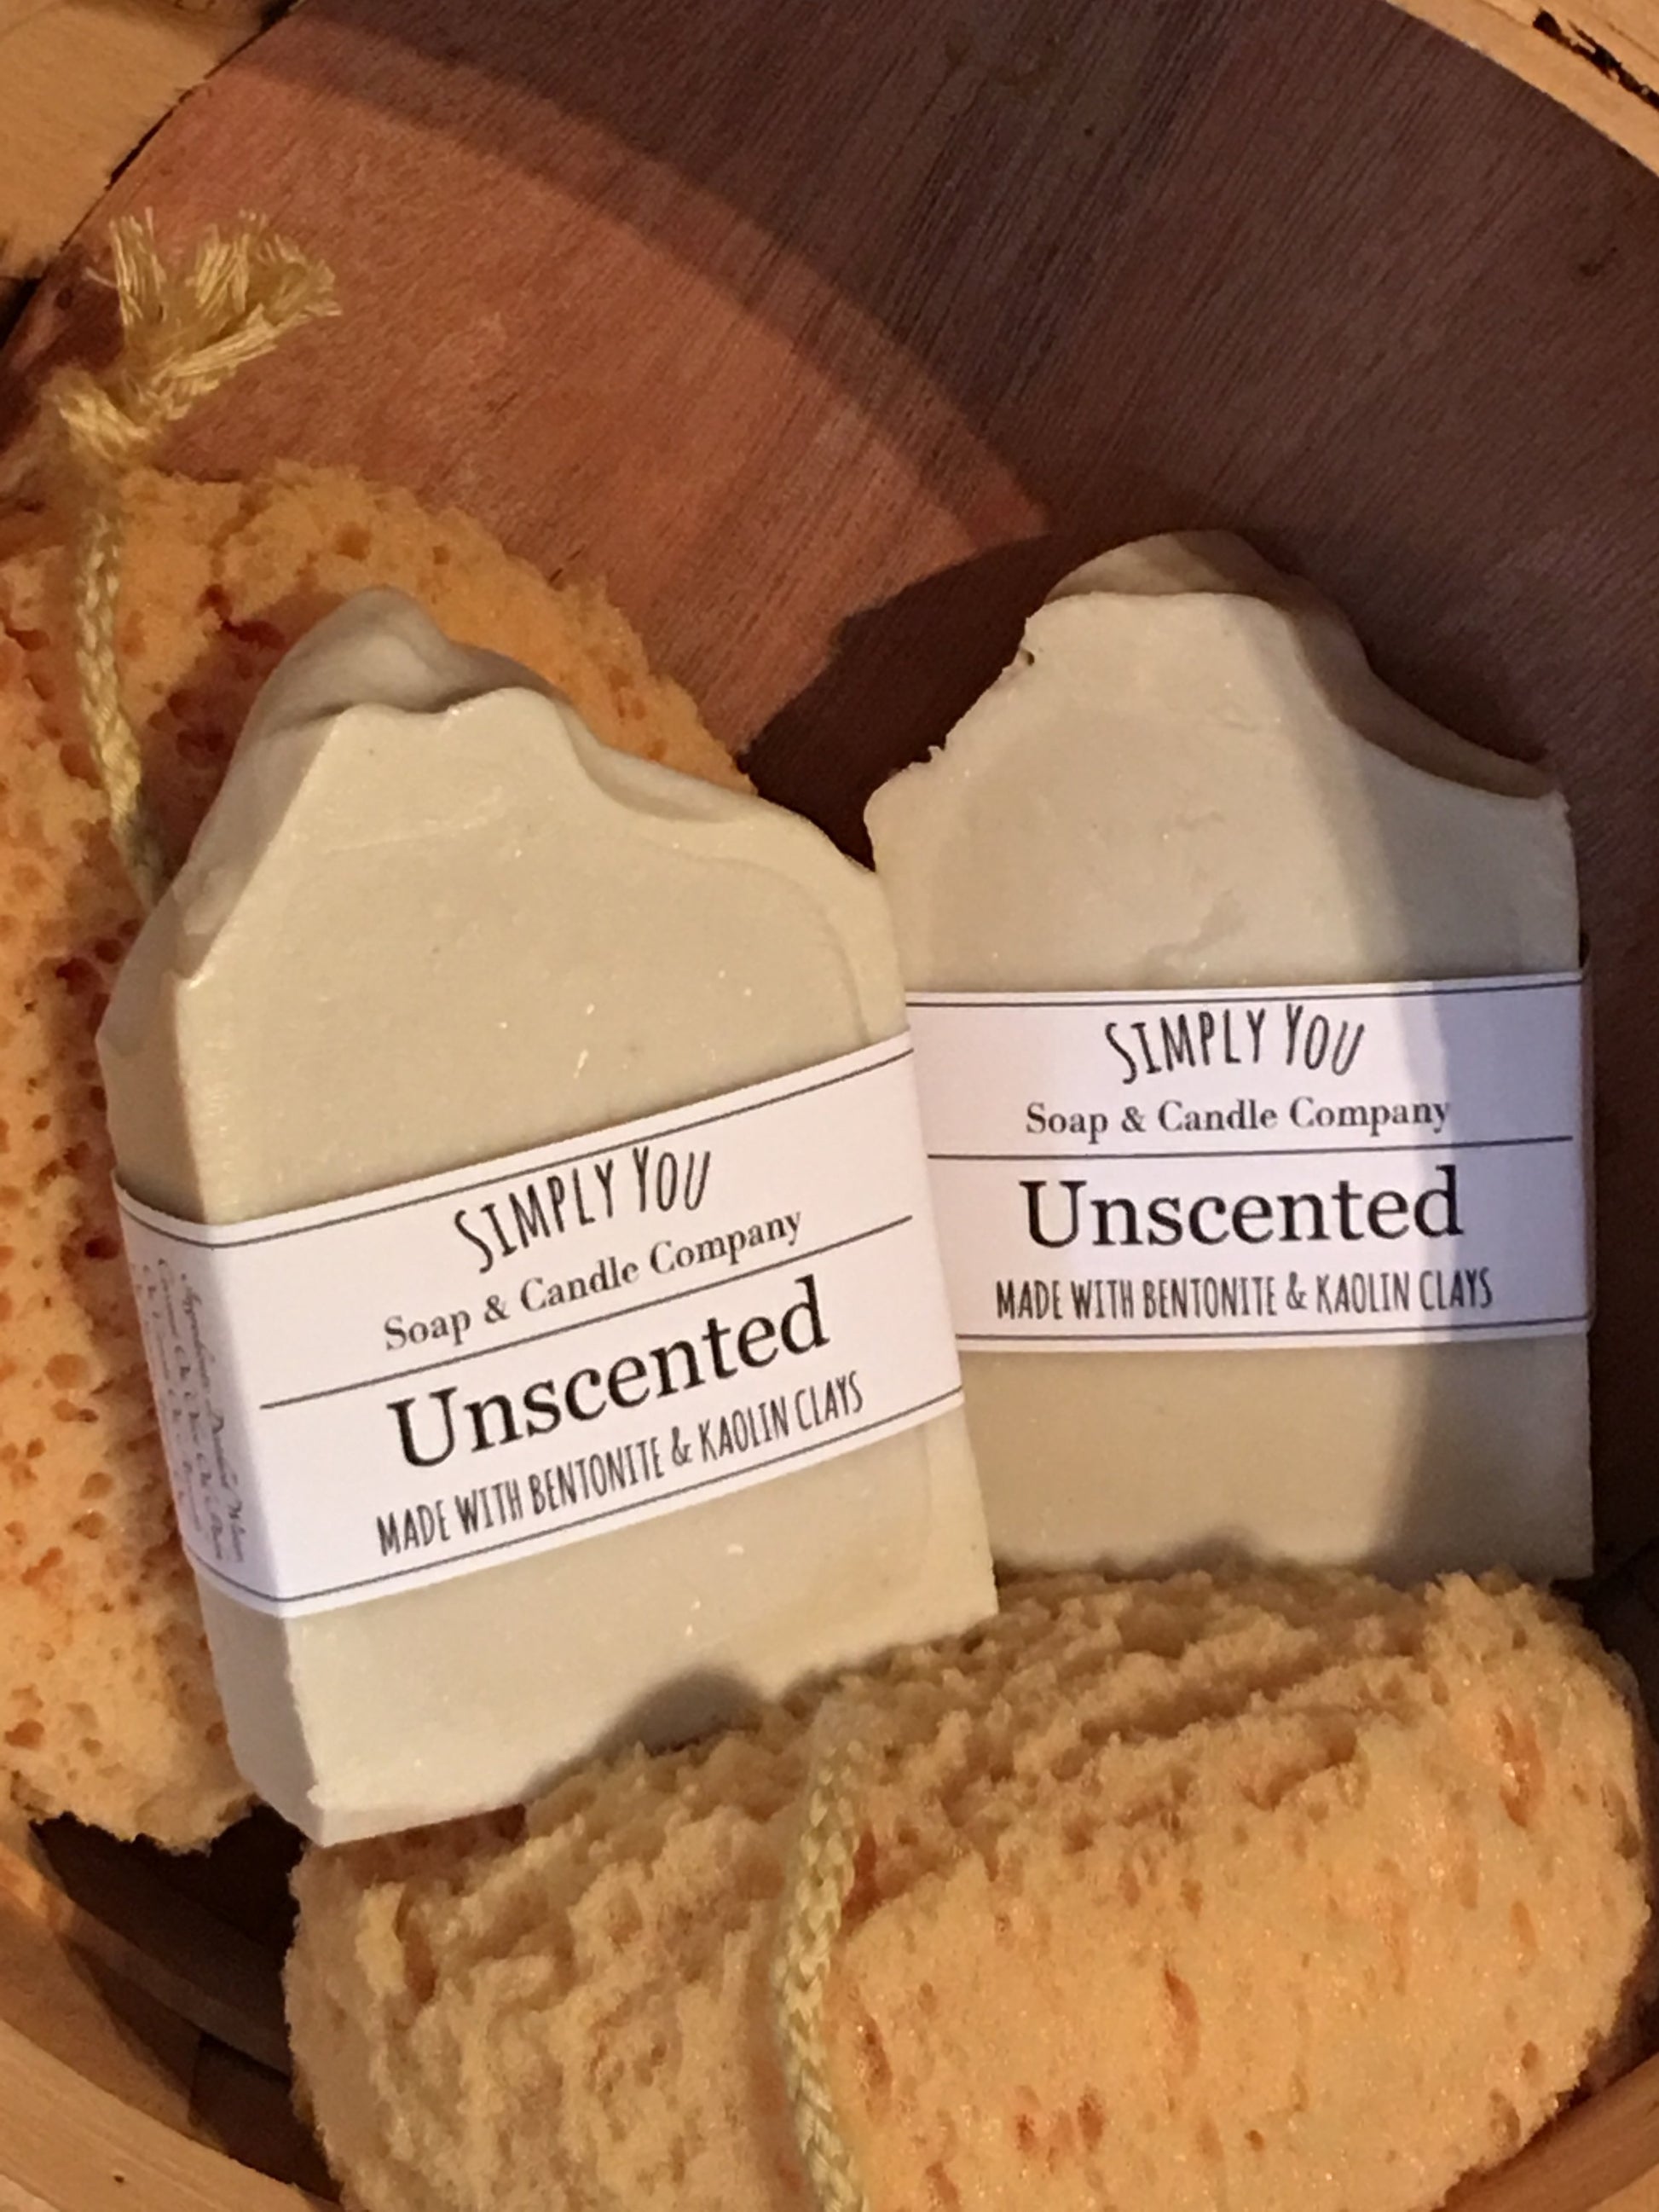 SIMPLY YOU
Soap & Candle Company
Unscented
MADE WITH BENTONITE & KAOLIN CLAYS
SIMPLY YOU
Soap & Candle Company
Unscented
MADE WITH BENTONITE & KAOLIN CLAYS